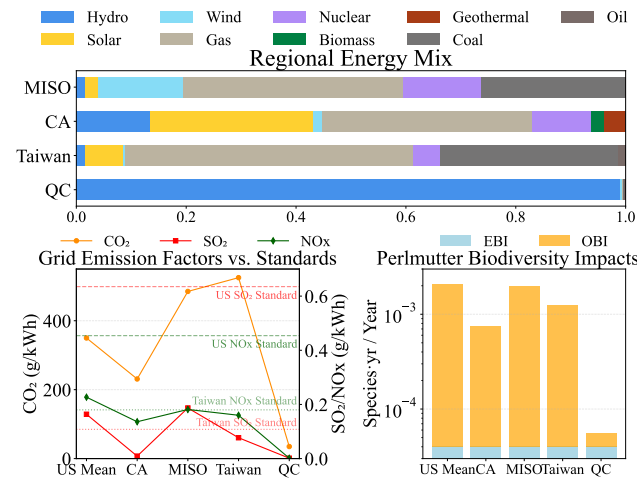 Hydro Wind Nuclear Geothermal Oil
Solar Gas Biomass Coal
Regional Energy Mix
MISO
CA
Taiwan
QC
0.0 0.2 0.4 0.6 0.8 1.0
CO₂ SO₂ NOx
Grid Emission Factors vs. Standards
CO₂ (g/kWh)
400
200
0
US SO₂ Standard
US NOx Standard
Taiwan NOx Standard
Taiwan SO₂ Standard
0.6
0.4
0.2
0.0
SO₂/NOx (g/kWh)
US Mean CA MISO Taiwan QC
EBI OBI
Perlmutter Biodiversity Impacts
Species·yr / Year
10⁻³
10⁻⁴
US Mean CA MISO Taiwan QC